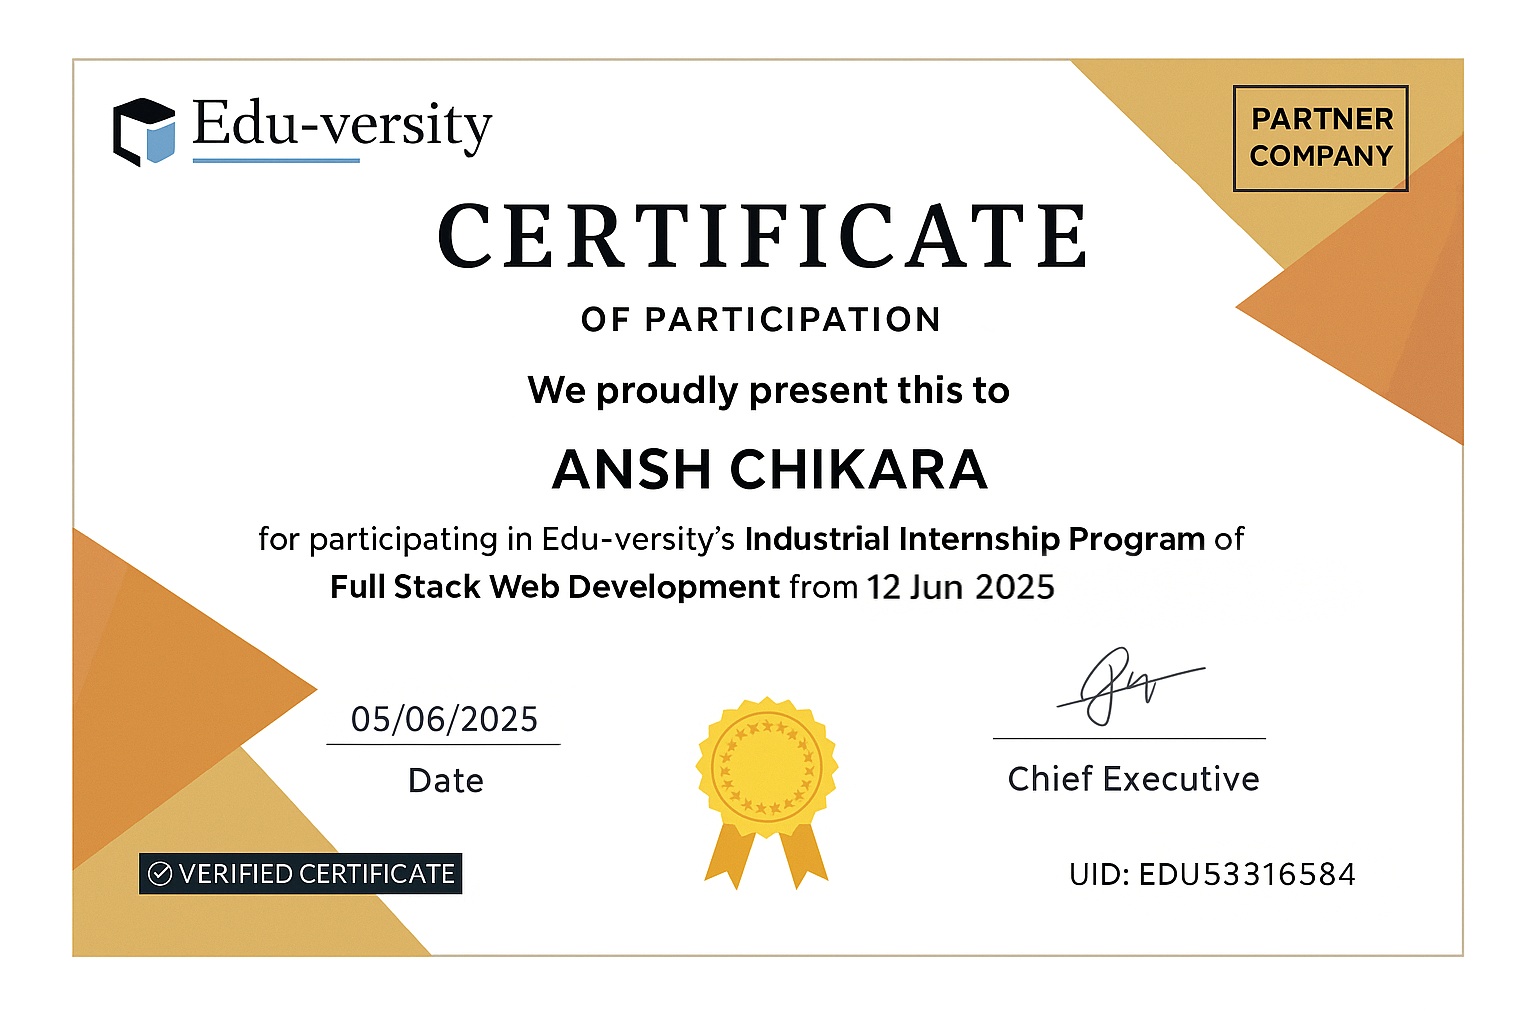 Edu-versity
PARTNER
COMPANY
CERTIFICATE
OF PARTICIPATION
We proudly present this to
ANSH CHIKARA
for participating in Edu-versity’s Industrial Internship Program of
Full Stack Web Development from 12 Jun 2025
05/06/2025
Date
Chief Executive
VERIFIED CERTIFICATE
UID: EDU53316584